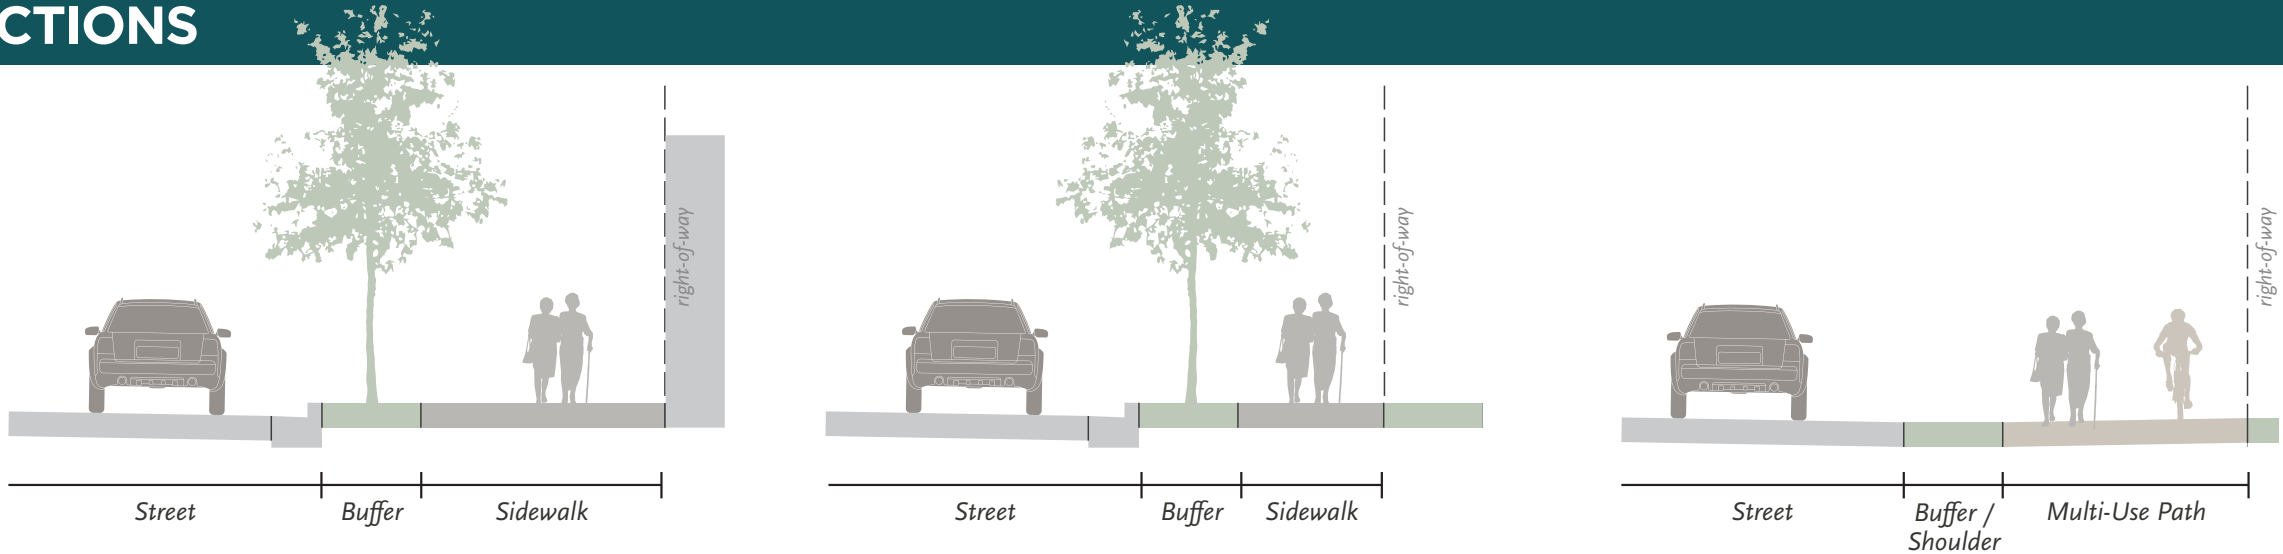 CTIONS
right-of-way
Street
Buffer
Sidewalk
right-of-way
Street
Buffer
Sidewalk
right-of-way
Street
Buffer /
Shoulder
Multi-Use Path